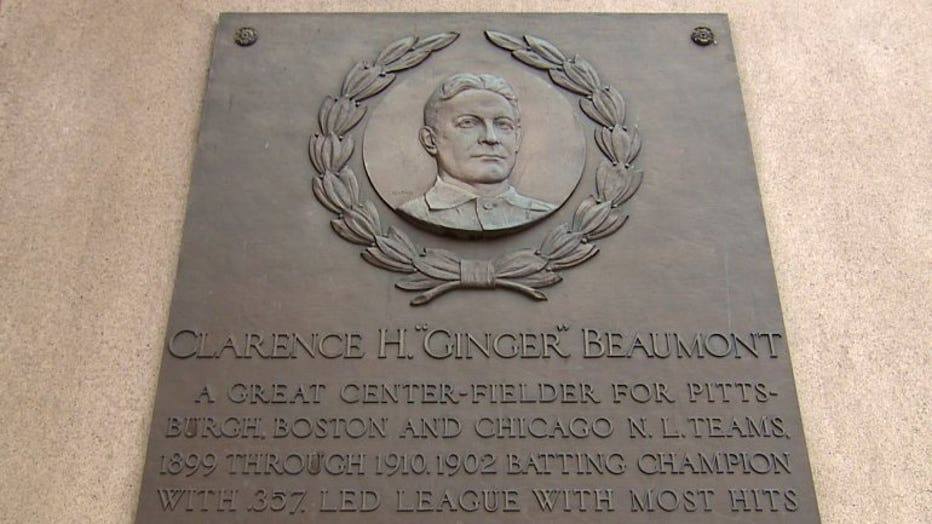 CLARENCE H. "GINGER" BEAUMONT
A GREAT CENTER-FIELDER FOR PITTS-
BURGH, BOSTON AND CHICAGO N. L. TEAMS,
1899 THROUGH 1910. 1902 BATTING CHAMPION
WITH .357. LED LEAGUE WITH MOST HITS